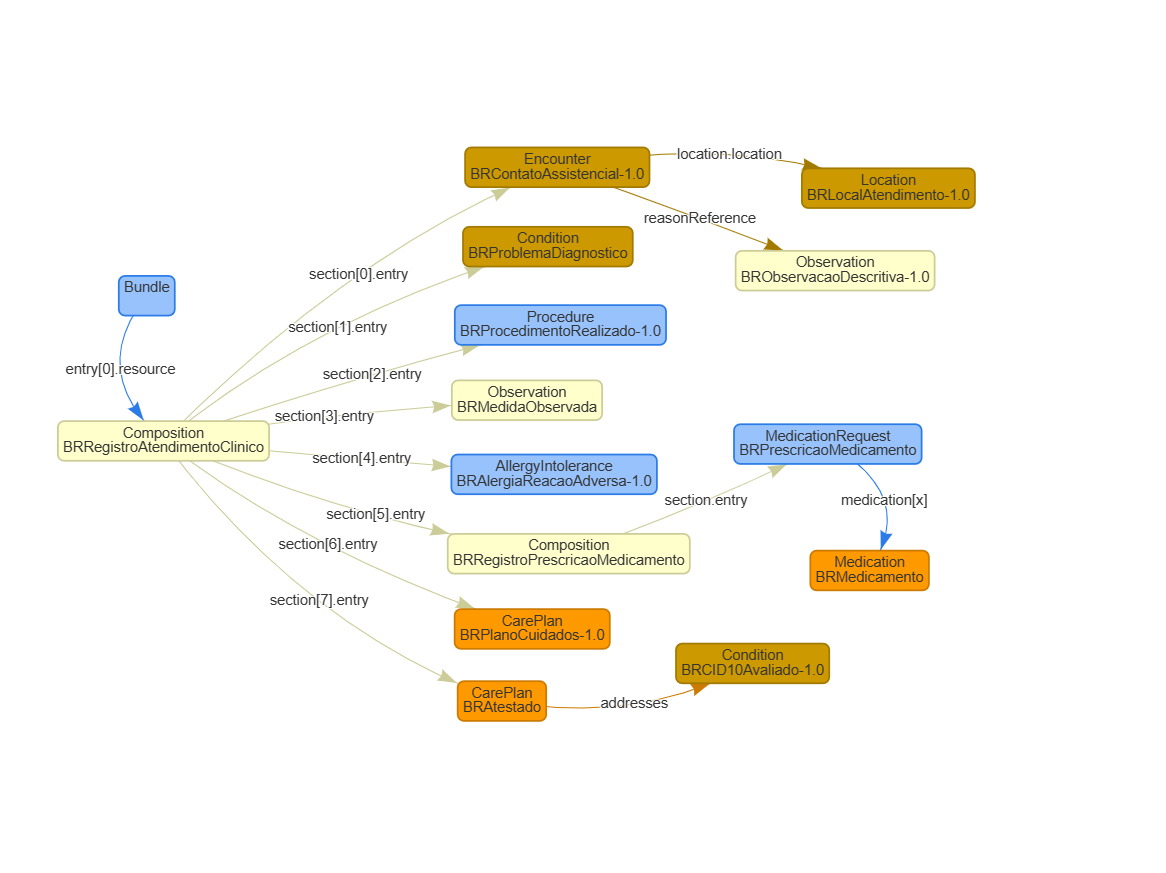 Encounter
BRContatoAssistencial-1.0
location.location
Location
BRLocalAtendimento-1.0
reasonReference
Condition
BRProblemaDiagnostico
Observation
BRObservacaoDescritiva-1.0
section[0].entry
Bundle
Procedure
BRProcedimentoRealizado-1.0
section[1].entry
entry[0].resource
section[2].entry
Observation
BRMedidaObservada
section[3].entry
Composition
BRRegistroAtendimentoClinico
MedicationRequest
BRPrescricaoMedicamento
section[4].entry
AllergyIntolerance
BRAlergiaReacaoAdversa-1.0
section.entry
medication[x]
section[5].entry
section[6].entry
Composition
BRRegistroPrescricaoMedicamento
Medication
BRMedicamento
section[7].entry
CarePlan
BRPlanoCuidados-1.0
Condition
BRCID10Avaliado-1.0
CarePlan
BRAtestado
addresses